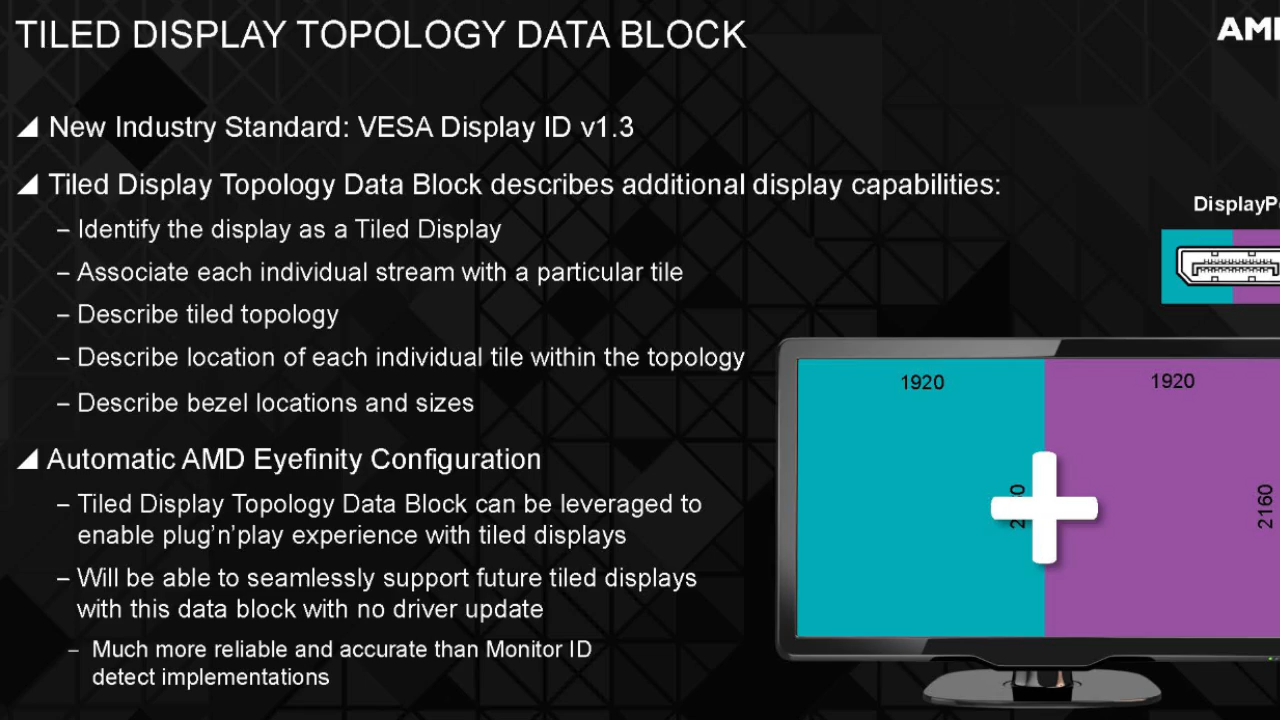 TILED DISPLAY TOPOLOGY DATA BLOCK
New Industry Standard: VESA Display ID v1.3
Tiled Display Topology Data Block describes additional display capabilities:
– Identify the display as a Tiled Display
– Associate each individual stream with a particular tile
– Describe tiled topology
– Describe location of each individual tile within the topology
– Describe bezel locations and sizes
Automatic AMD Eyefinity Configuration
– Tiled Display Topology Data Block can be leveraged to
enable plug’n’play experience with tiled displays
– Will be able to seamlessly support future tiled displays
with this data block with no driver update
– Much more reliable and accurate than Monitor ID
detect implementations
1920
1920
2160